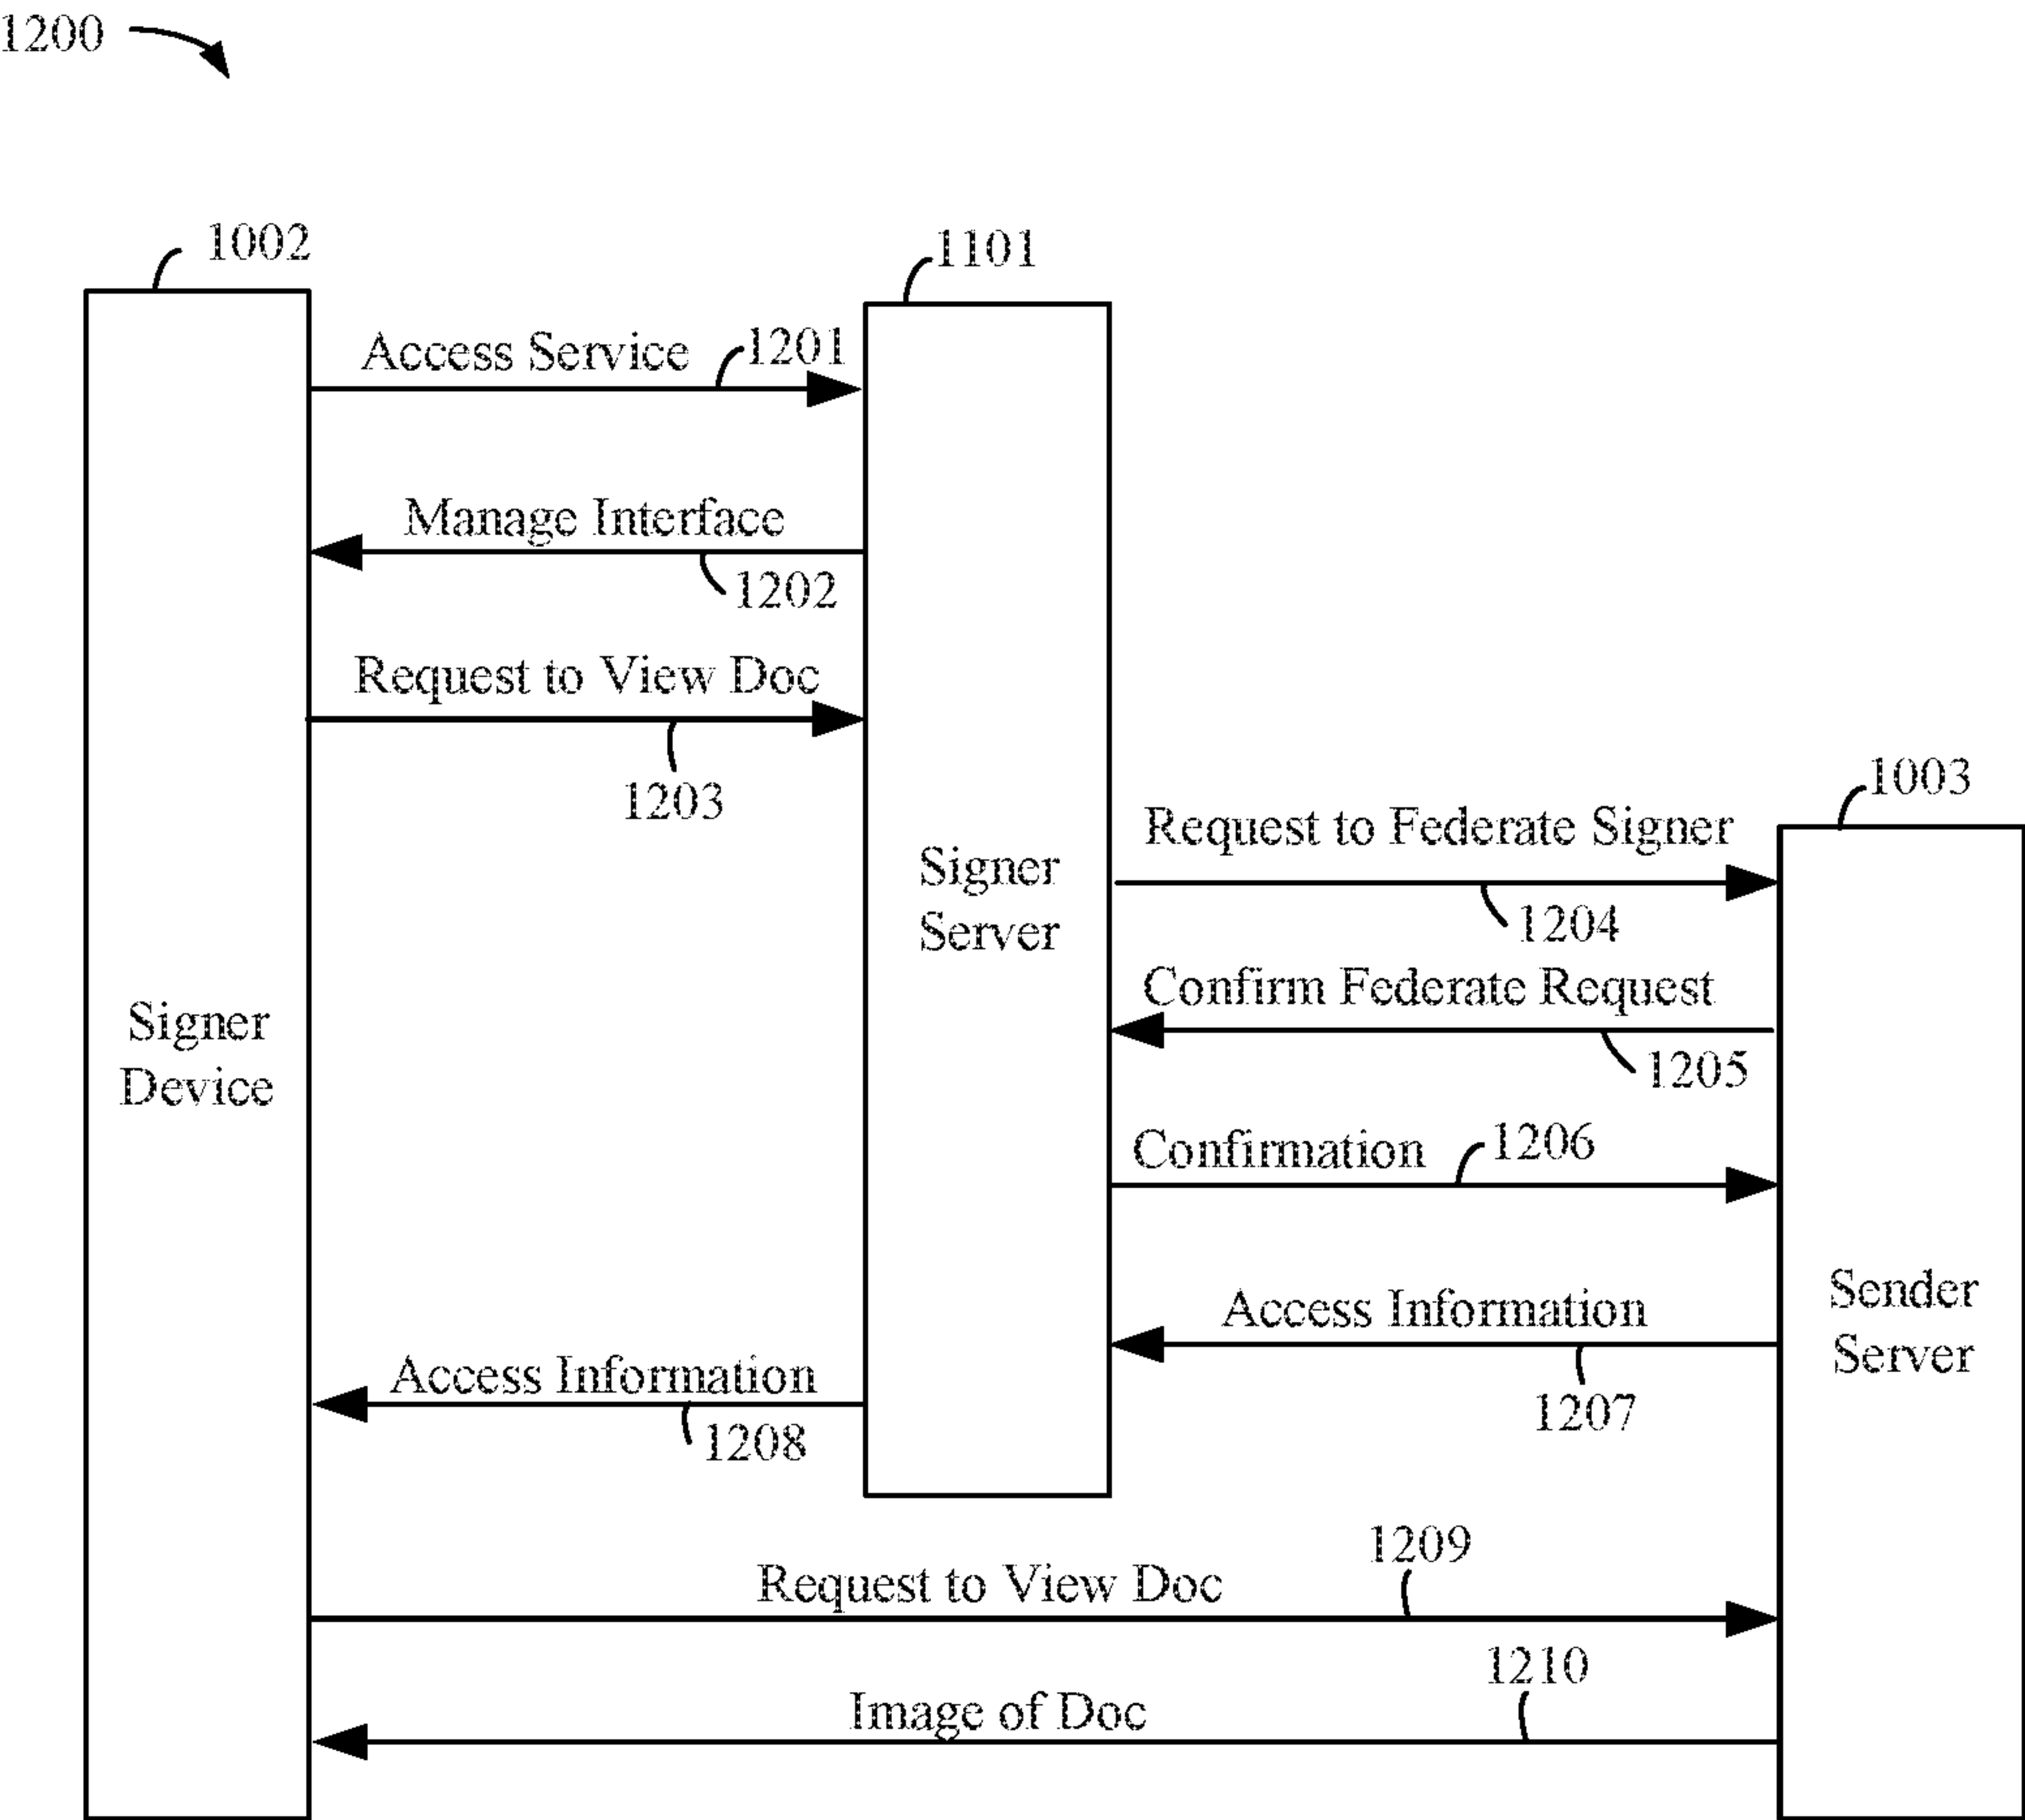 1200
1002
1101
Access Service
1201
Manage Interface
1202
Request to View Doc
1203
1003
Request to Federate Signer
1204
Signer
Server
Confirm Federate Request
1205
Signer
Device
Confirmation
1206
Access Information
1207
Sender
Server
Access Information
1208
1209
Request to View Doc
1210
Image of Doc